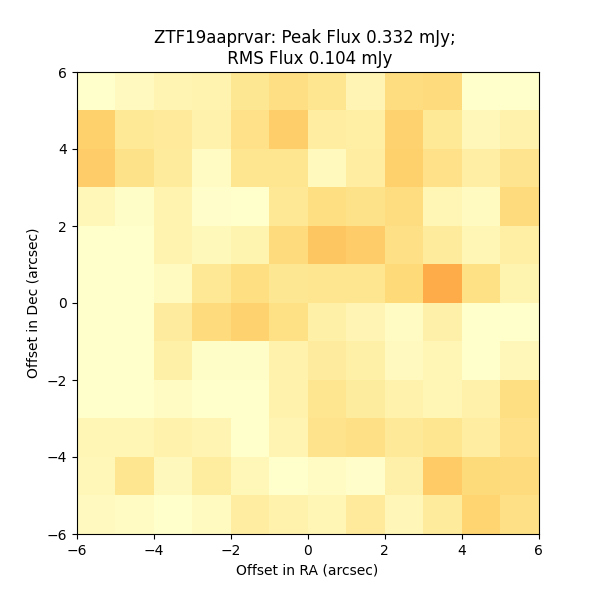 ZTF19aaprvar: Peak Flux 0.332 mJy;
RMS Flux 0.104 mJy
6
4
2
0
−2
−4
−6
Offset in Dec (arcsec)
−6 −4 −2 0 2 4 6
Offset in RA (arcsec)